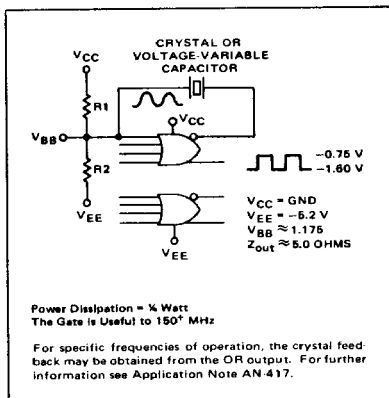 CRYSTAL OR
VOLTAGE-VARIABLE
CAPACITOR
VCC
R1
VCC
VBB
R2
−0.75 V
−1.60 V
VEE
VCC = GND
VEE = −5.2 V
VBB ≈ 1.175
Zout ≈ 5.0 OHMS
VEE
Power Dissipation = ¼ Watt
The Gate is Useful to 150+ MHz
For specific frequencies of operation, the crystal feed-
back may be obtained from the OR output. For further
information see Application Note AN-417.